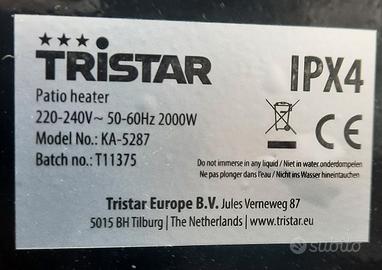 TRISTAR
IPX4
Patio heater
220-240V~ 50-60Hz 2000W
Model No.: KA-5287
Batch no.: T11375
CE
Do not immerse in any liquid / Niet in water onderdompelen
Ne pas plonger dans l'eau / Nicht ins Wasser hineintauchen
Tristar Europe B.V. Jules Verneweg 87
5015 BH Tilburg | The Netherlands | www.tristar.eu
subito